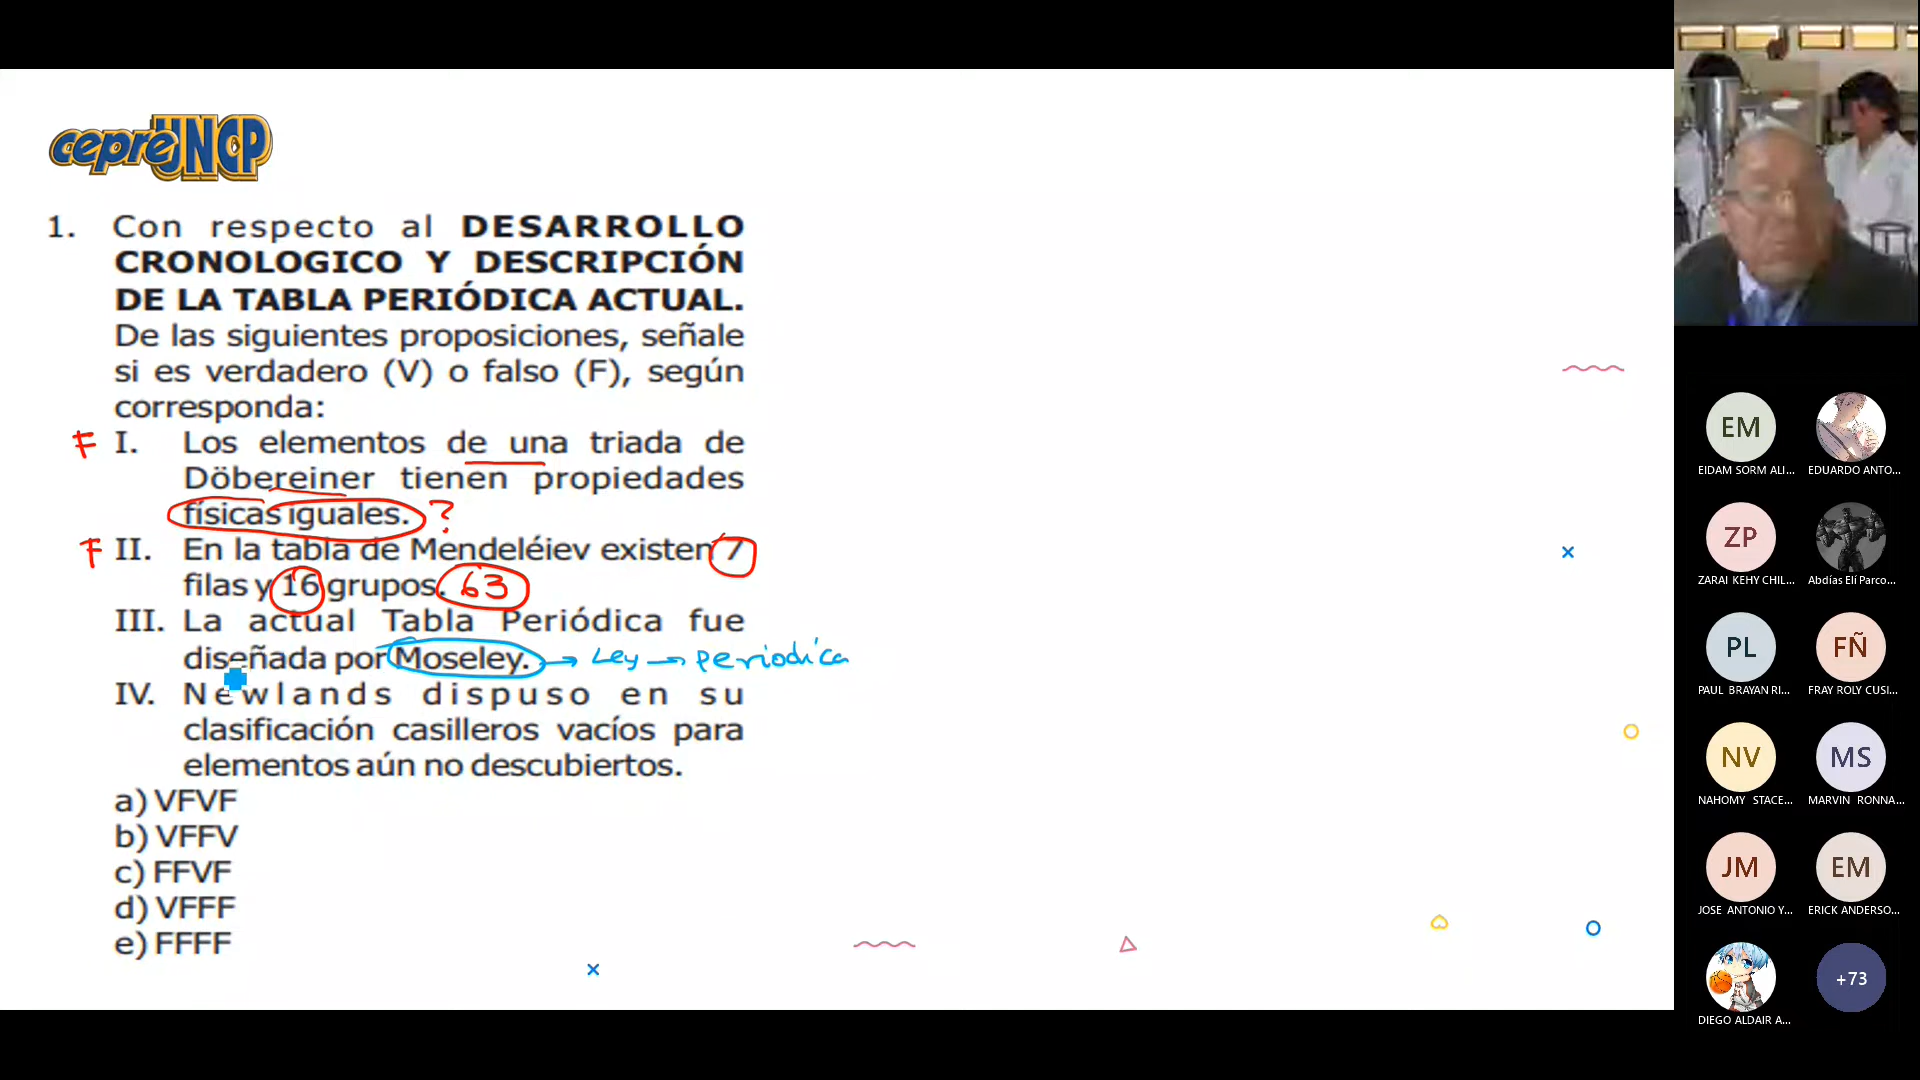 cepreUNCP
1. Con respecto al DESARROLLO
CRONOLOGICO Y DESCRIPCIÓN
DE LA TABLA PERIÓDICA ACTUAL.
De las siguientes proposiciones, señale
si es verdadero (V) o falso (F), según
corresponda:
F I. Los elementos de una triada de
Döbereiner tienen propiedades
físicas iguales. ?
F II. En la tabla de Mendeléiev existen 7
filas y 16 grupos. 63
III. La actual Tabla Periódica fue
diseñada por Moseley. → Ley → periodica
IV. Newlands dispuso en su
clasificación casilleros vacíos para
elementos aún no descubiertos.
a) VFVF
b) VFFV
c) FFVF
d) VFFF
e) FFFF
EM
EIDAM SORM ALI...
EDUARDO ANTO...
ZP
ZARAI KEHY CHIL...
Abdías Elí Parco...
PL
PAUL BRAYAN RI...
FÑ
FRAY ROLY CUSI...
NV
NAHOMY STACE...
MS
MARVIN RONNA...
JM
JOSE ANTONIO Y...
EM
ERICK ANDERSO...
DIEGO ALDAIR A...
+73